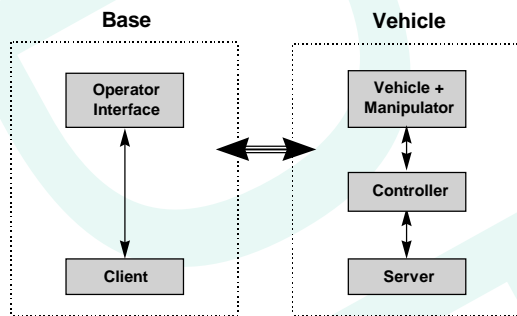 Base
Vehicle
Operator
Interface
Client
Vehicle +
Manipulator
Controller
Server